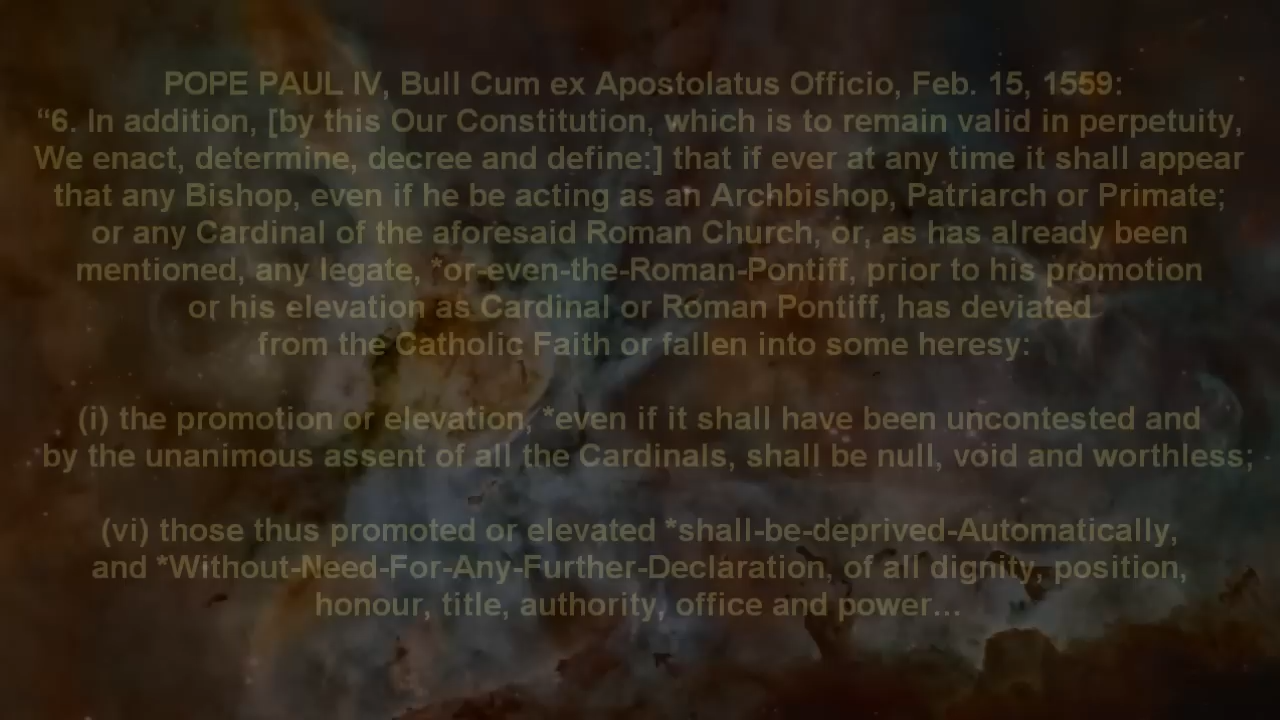 POPE PAUL IV, Bull Cum ex Apostolatus Officio, Feb. 15, 1559:
“6. In addition, [by this Our Constitution, which is to remain valid in perpetuity,
We enact, determine, decree and define:] that if ever at any time it shall appear
that any Bishop, even if he be acting as an Archbishop, Patriarch or Primate;
or any Cardinal of the aforesaid Roman Church, or, as has already been
mentioned, any legate, *or-even-the-Roman-Pontiff, prior to his promotion
or his elevation as Cardinal or Roman Pontiff, has deviated
from the Catholic Faith or fallen into some heresy:
(i) the promotion or elevation, *even if it shall have been uncontested and
by the unanimous assent of all the Cardinals, shall be null, void and worthless;
(vi) those thus promoted or elevated *shall-be-deprived-Automatically,
and *Without-Need-For-Any-Further-Declaration, of all dignity, position,
honour, title, authority, office and power...